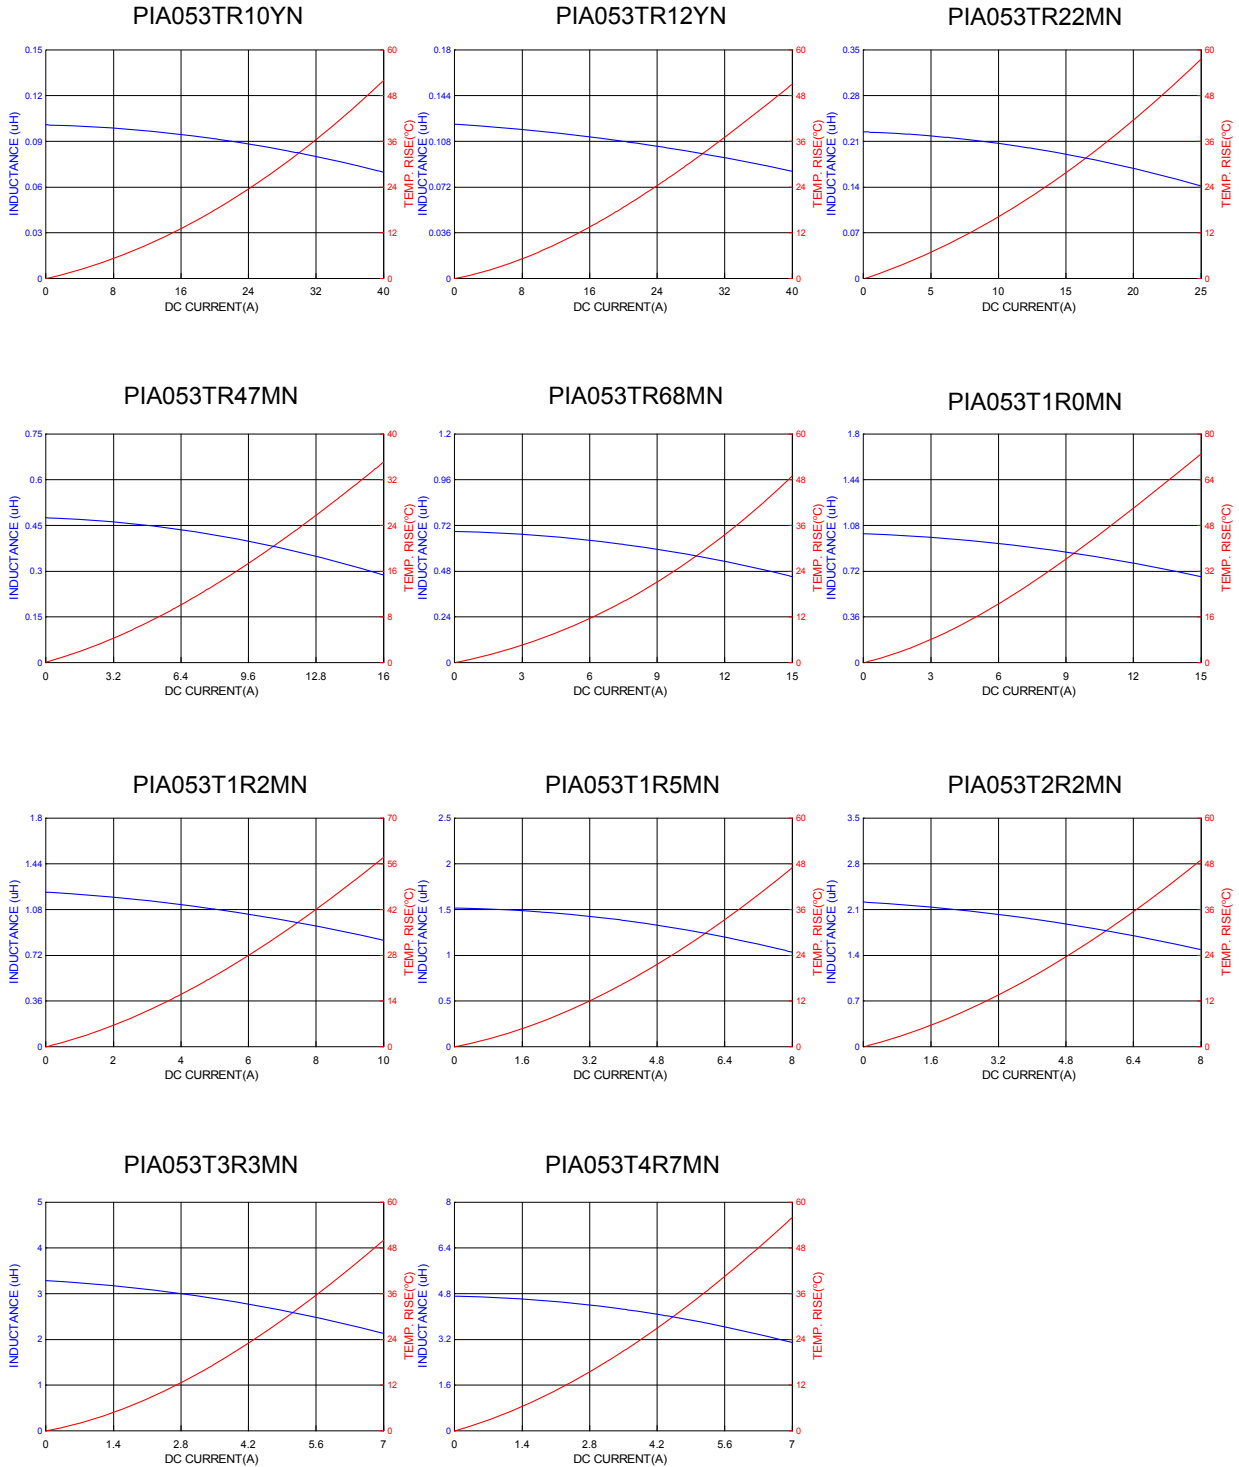 PIA053TR10YN PIA053TR12YN PIA053TR22MN
0.15 0.12 0.09 0.06 0.03 0
INDUCTANCE (uH)
60 48 36 24 12 0
TEMP. RISE(ºC)
0 8 16 24 32 40
DC CURRENT(A)
0.18 0.144 0.108 0.072 0.036 0
INDUCTANCE (uH)
60 48 36 24 12 0
TEMP. RISE(ºC)
0 8 16 24 32 40
DC CURRENT(A)
0.35 0.28 0.21 0.14 0.07 0
INDUCTANCE (uH)
60 48 36 24 12 0
TEMP. RISE(ºC)
0 5 10 15 20 25
DC CURRENT(A)
PIA053TR47MN PIA053TR68MN PIA053T1R0MN
0.75 0.6 0.45 0.3 0.15 0
INDUCTANCE (uH)
40 32 24 16 8 0
TEMP. RISE(ºC)
0 3.2 6.4 9.6 12.8 16
DC CURRENT(A)
1.2 0.96 0.72 0.48 0.24 0
INDUCTANCE (uH)
60 48 36 24 12 0
TEMP. RISE(ºC)
0 3 6 9 12 15
DC CURRENT(A)
1.8 1.44 1.08 0.72 0.36 0
INDUCTANCE (uH)
80 64 48 32 16 0
TEMP. RISE(ºC)
0 3 6 9 12 15
DC CURRENT(A)
PIA053T1R2MN PIA053T1R5MN PIA053T2R2MN
1.8 1.44 1.08 0.72 0.36 0
INDUCTANCE (uH)
70 56 42 28 14 0
TEMP. RISE(ºC)
0 2 4 6 8 10
DC CURRENT(A)
2.5 2 1.5 1 0.5 0
INDUCTANCE (uH)
60 48 36 24 12 0
TEMP. RISE(ºC)
0 1.6 3.2 4.8 6.4 8
DC CURRENT(A)
3.5 2.8 2.1 1.4 0.7 0
INDUCTANCE (uH)
60 48 36 24 12 0
TEMP. RISE(ºC)
0 1.6 3.2 4.8 6.4 8
DC CURRENT(A)
PIA053T3R3MN PIA053T4R7MN
5 4 3 2 1 0
INDUCTANCE (uH)
60 48 36 24 12 0
TEMP. RISE(ºC)
0 1.4 2.8 4.2 5.6 7
DC CURRENT(A)
8 6.4 4.8 3.2 1.6 0
INDUCTANCE (uH)
60 48 36 24 12 0
TEMP. RISE(ºC)
0 1.4 2.8 4.2 5.6 7
DC CURRENT(A)